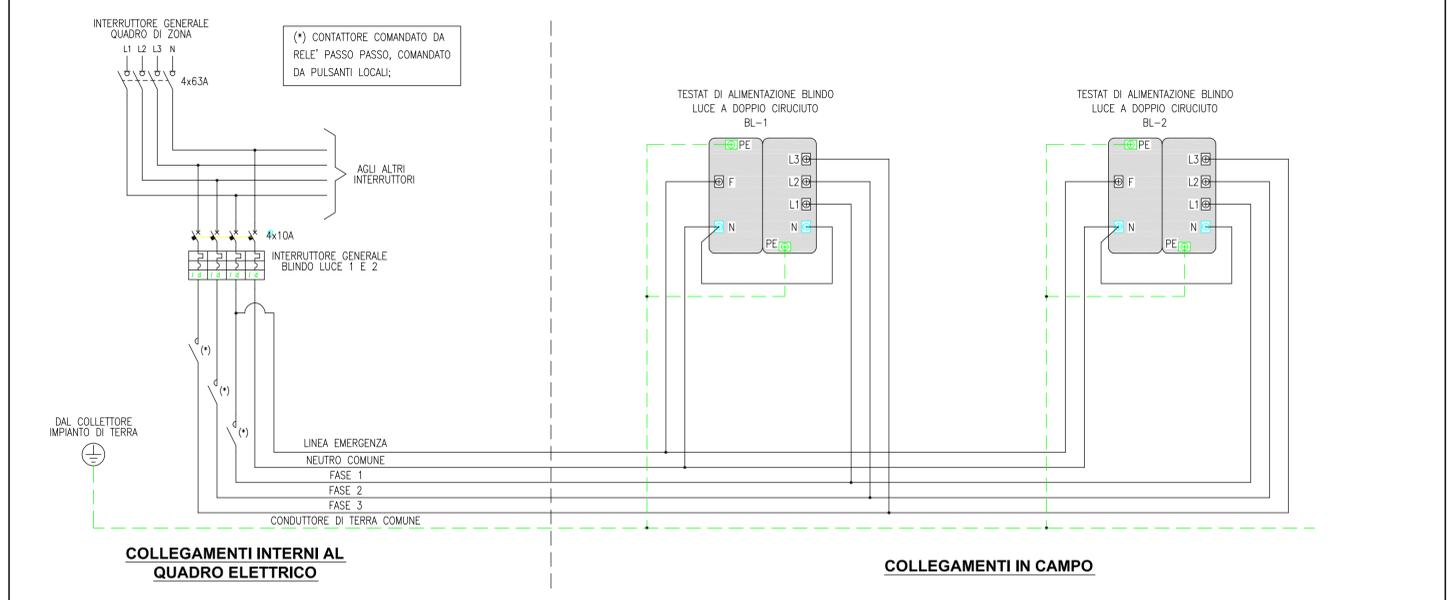 INTERRUTTORE GENERALE
QUADRO DI ZONA
L1 L2 L3 N
4x63A
(*) CONTATTORE COMANDATO DA
RELE' PASSO PASSO, COMANDATO
DA PULSANTI LOCALI;
AGLI ALTRI
INTERRUTTORI
4x10A
INTERRUTTORE GENERALE
BLINDO LUCE 1 E 2
I d I d I d I d
(*)
(*)
(*)
DAL COLLETTORE
IMPIANTO DI TERRA
LINEA EMERGENZA
NEUTRO COMUNE
FASE 1
FASE 2
FASE 3
CONDUTTORE DI TERRA COMUNE
COLLEGAMENTI INTERNI AL
QUADRO ELETTRICO
TESTAT DI ALIMENTAZIONE BLINDO
LUCE A DOPPIO CIRUCIUTO
BL-1
PE
L3
F
L2
L1
N
N
PE
TESTAT DI ALIMENTAZIONE BLINDO
LUCE A DOPPIO CIRUCIUTO
BL-2
PE
L3
F
L2
L1
N
N
PE
COLLEGAMENTI IN CAMPO